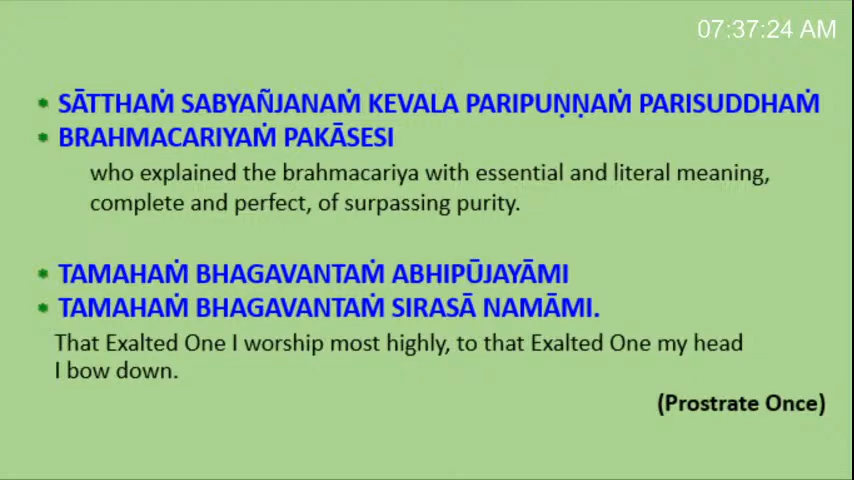 07:37:24 AM
SĀTTHAṀ SABYAÑJANAṀ KEVALA PARIPUṆṆAṀ PARISUDDHAṀ
BRAHMACARIYAṀ PAKĀSESI
who explained the brahmacariya with essential and literal meaning,
complete and perfect, of surpassing purity.
TAMAHAṀ BHAGAVANTAṀ ABHIPŪJAYĀMI
TAMAHAṀ BHAGAVANTAṀ SIRASĀ NAMĀMI.
That Exalted One I worship most highly, to that Exalted One my head
I bow down.
(Prostrate Once)